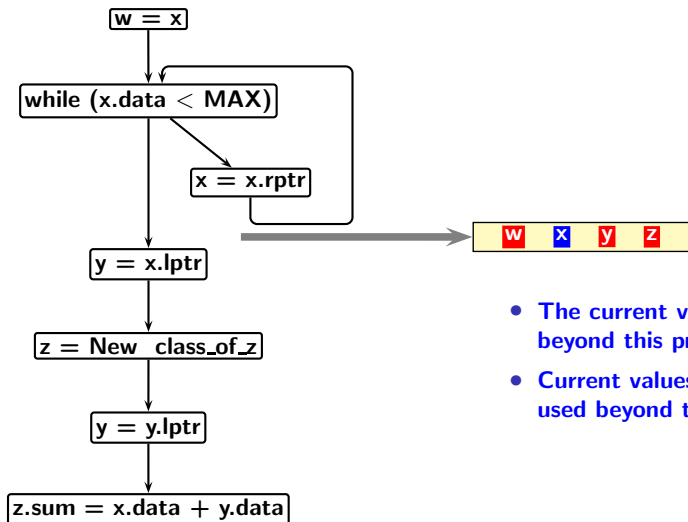 w = x
while (x.data < MAX)
x = x.rptr
y = x.lptr
z = New class_of_z
y = y.lptr
z.sum = x.data + y.data
w x y z
• The current
beyond this
• Current values
used beyond